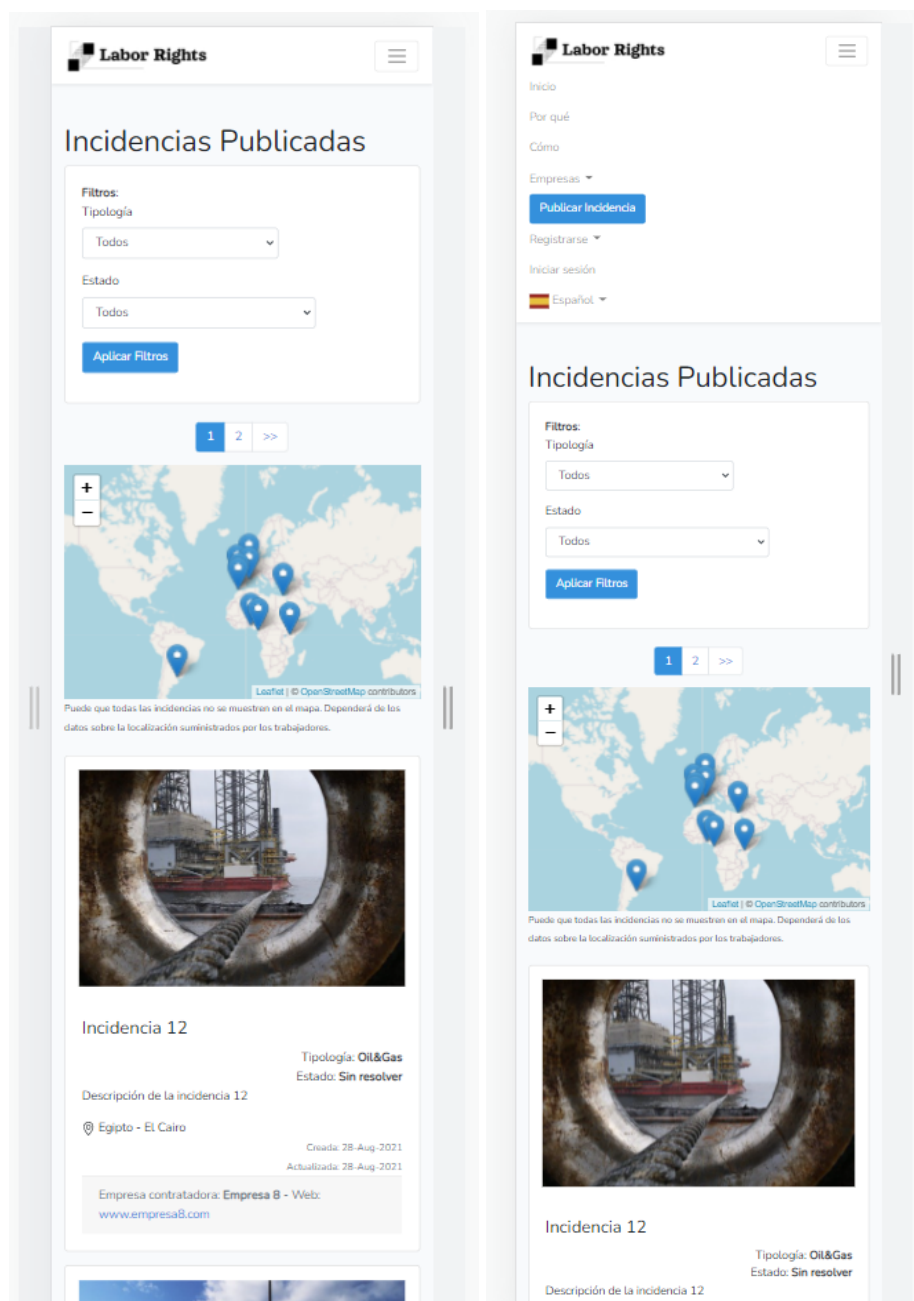 Labor Rights
Incidencias Publicadas
Filtros:
Tipología
Todos
Estado
Todos
Aplicar Filtros
1 2 >>
+
−
Leaflet | © OpenStreetMap contributors
Puede que todas las incidencias no se muestren en el mapa. Dependerá de los
datos sobre la localización suministrados por los trabajadores.
Incidencia 12
Tipología: Oil&Gas
Estado: Sin resolver
Descripción de la incidencia 12
Egipto - El Cairo
Creada: 28-Aug-2021
Actualizada: 28-Aug-2021
Empresa contratadora: Empresa 8 - Web:
www.empresa8.com
Labor Rights
Inicio
Por qué
Cómo
Empresas
Publicar Incidencia
Registrarse
Iniciar sesión
Español
Incidencias Publicadas
Filtros:
Tipología
Todos
Estado
Todos
Aplicar Filtros
1 2 >>
+
−
Leaflet | © OpenStreetMap contributors
Puede que todas las incidencias no se muestren en el mapa. Dependerá de los
datos sobre la localización suministrados por los trabajadores.
Incidencia 12
Tipología: Oil&Gas
Estado: Sin resolver
Descripción de la incidencia 12